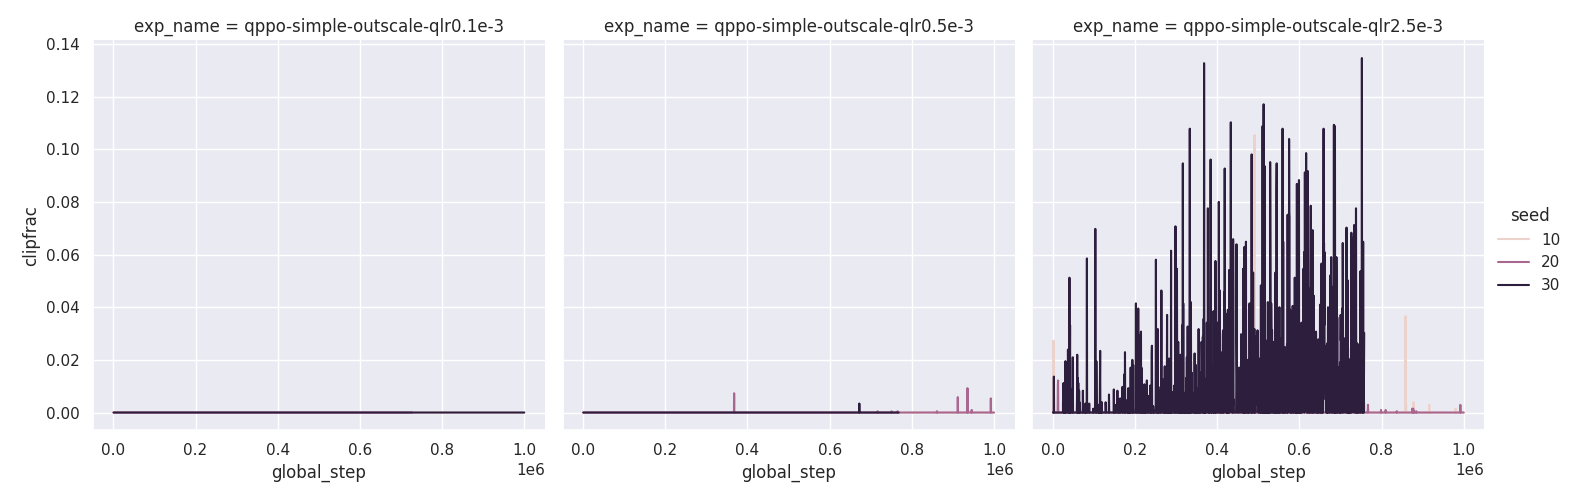 exp_name = qppo-simple-outscale-qlr0.1e-3
exp_name = qppo-simple-outscale-qlr0.5e-3
exp_name = qppo-simple-outscale-qlr2.5e-3
clipfrac
0.14
0.12
0.10
0.08
0.06
0.04
0.02
0.00
0.0 0.2 0.4 0.6 0.8 1.0
1e6
global_step
0.0 0.2 0.4 0.6 0.8 1.0
1e6
global_step
0.0 0.2 0.4 0.6 0.8 1.0
1e6
global_step
seed
10
20
30